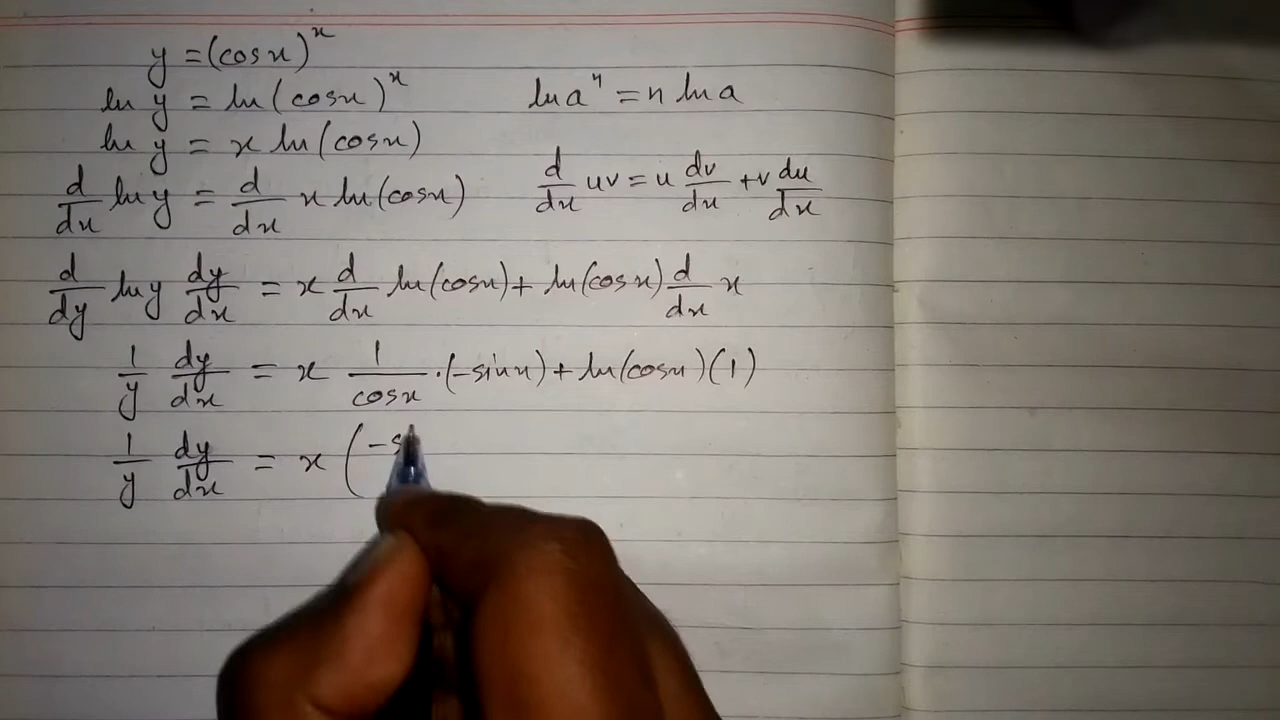 y = (cos x)^x
ln y = ln (cos x)^x
ln a^n = n ln a
ln y = x ln (cos x)
d/dx ln y = d/dx x ln (cos x)
d/dx uv = u dv/dx + v du/dx
d/dy ln y dy/dx = x d/dx ln (cos x) + ln (cos x) d/dx x
1/y dy/dx = x 1/cos x · (-sin x) + ln (cos x) (1)
1/y dy/dx = x ( -s